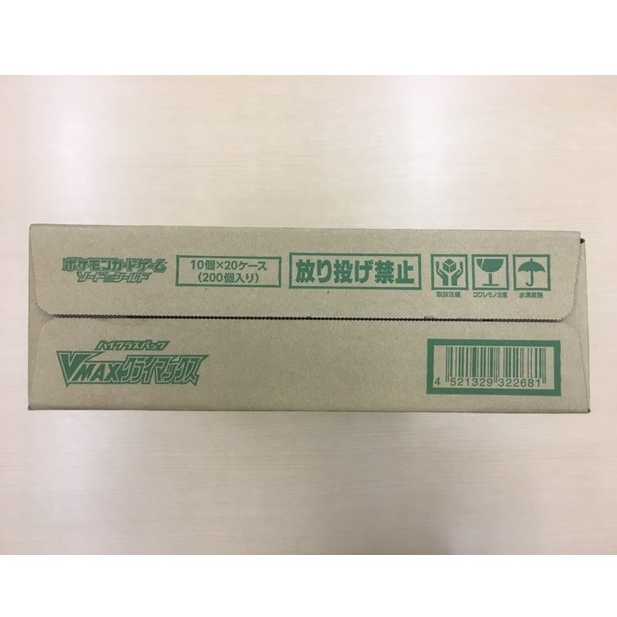 ポケモンカードゲーム
ソード&シールド
10個×20ケース
(200個入り)
放り投げ禁止
取扱注意
コワレモノ注意
水濡厳禁
ハイクラスパック
VMAXクライマックス
4 521329 322681